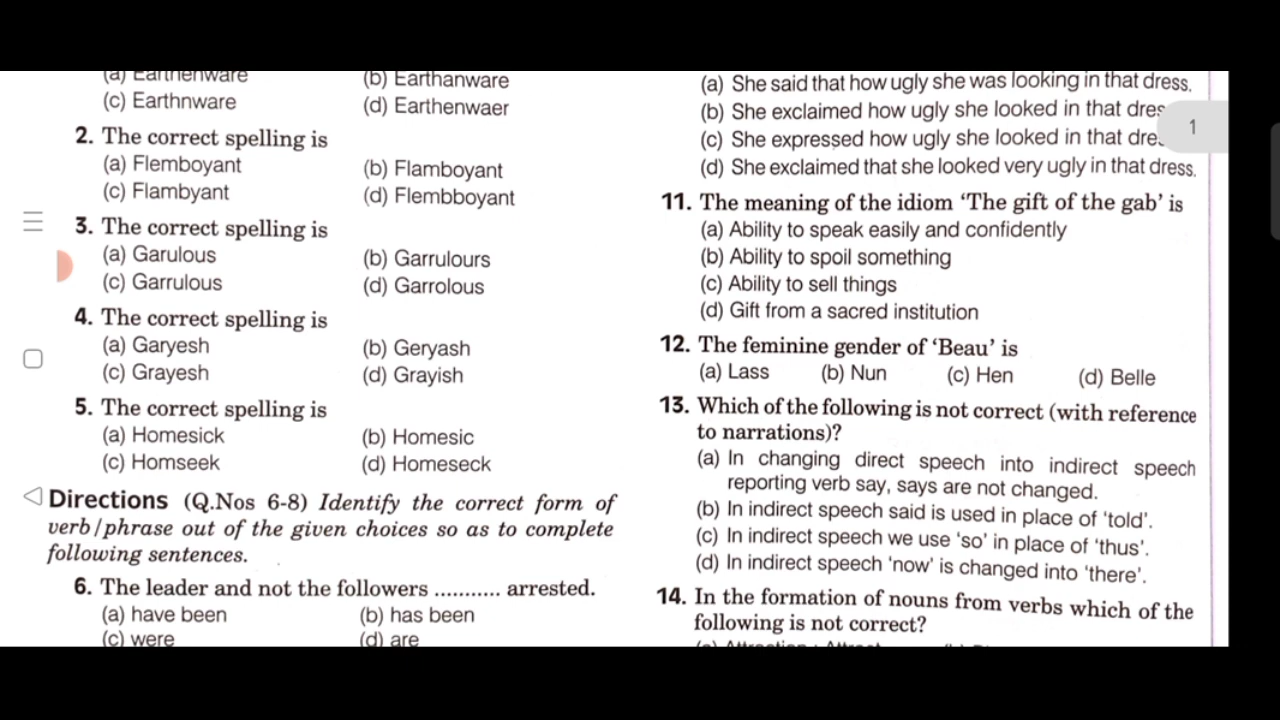 (a) Earthenware (b) Earthanware
(c) Earthnware (d) Earthenwaer
2. The correct spelling is
(a) Flemboyant (b) Flamboyant
(c) Flambyant (d) Flembboyant
3. The correct spelling is
(a) Garulous (b) Garrulours
(c) Garrulous (d) Garrolous
4. The correct spelling is
(a) Garyesh (b) Geryash
(c) Grayesh (d) Grayish
5. The correct spelling is
(a) Homesick (b) Homesic
(c) Homseek (d) Homeseck
Directions (Q.Nos 6-8) Identify the correct form of
verb/phrase out of the given choices so as to complete
following sentences.
6. The leader and not the followers ........... arrested.
(a) have been (b) has been
(c) were (d) are
(a) She said that how ugly she was looking in that dress.
(b) She exclaimed how ugly she looked in that dres
(c) She expressed how ugly she looked in that dre
(d) She exclaimed that she looked very ugly in that dress.
1
11. The meaning of the idiom ‘The gift of the gab’ is
(a) Ability to speak easily and confidently
(b) Ability to spoil something
(c) Ability to sell things
(d) Gift from a sacred institution
12. The feminine gender of ‘Beau’ is
(a) Lass (b) Nun (c) Hen (d) Belle
13. Which of the following is not correct (with reference
to narrations)?
(a) In changing direct speech into indirect speech
reporting verb say, says are not changed.
(b) In indirect speech said is used in place of ‘told’.
(c) In indirect speech we use ‘so’ in place of ‘thus’.
(d) In indirect speech ‘now’ is changed into ‘there’.
14. In the formation of nouns from verbs which of the
following is not correct?